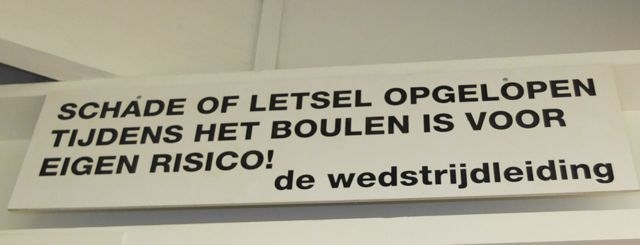 SCHADE OF LETSEL OPGELOPEN
TIJDENS HET BOULEN IS VOOR
EIGEN RISICO!
de wedstrijdleiding